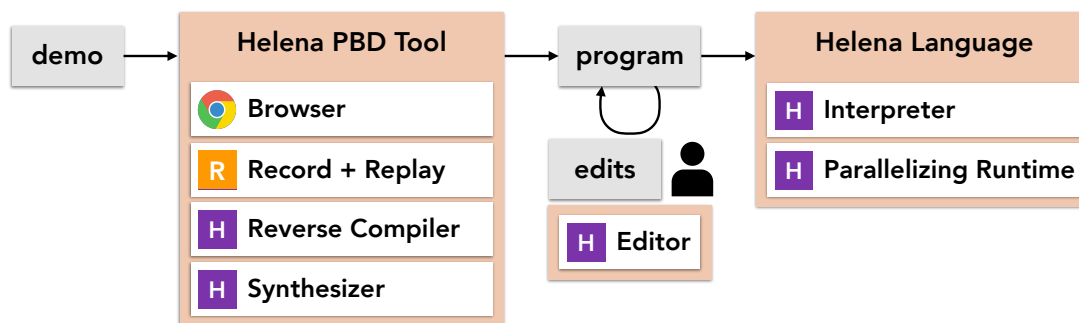 demo
Helena PBD Tool
Browser
R Record + Replay
H Reverse Compiler
H Synthesizer
program
edits
H Editor
Helena Language
H Interpreter
H Parallelizing Runtime